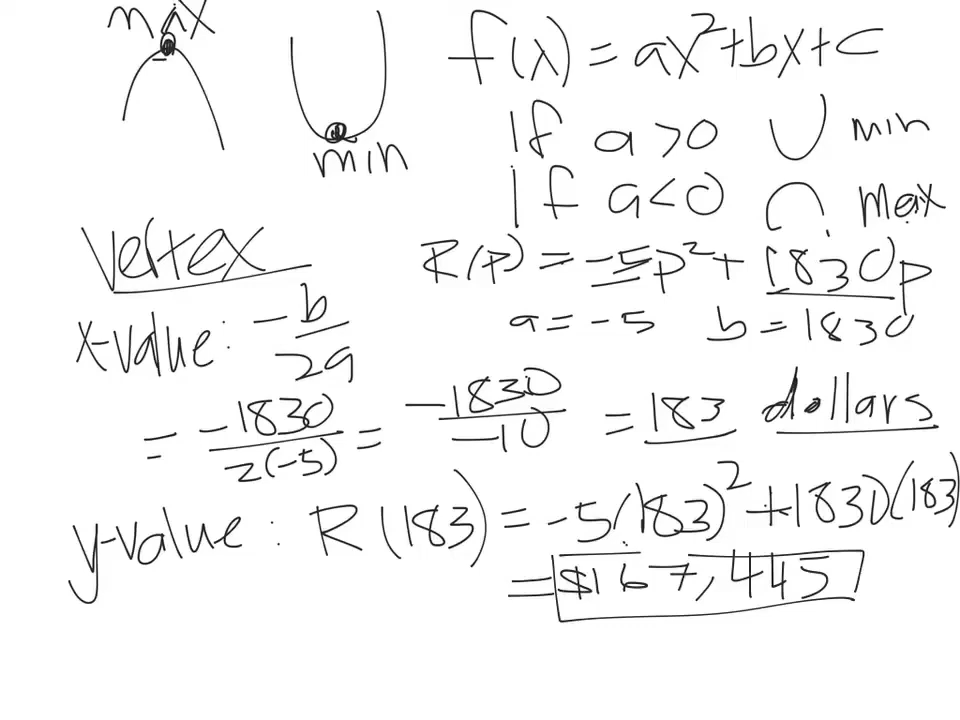 max
min
f(x) = ax²+bx+c
If a>0 ∪ min
If a<0 ∩ max
R(p) = -5p² + 1830p
a = -5 b = 1830
Vertex
x-value: -b/2a
= -1830/2(-5) = -1830/-10 = 183 dollars
y-value: R(183) = -5(183)² + 1830(183)
= $167,445